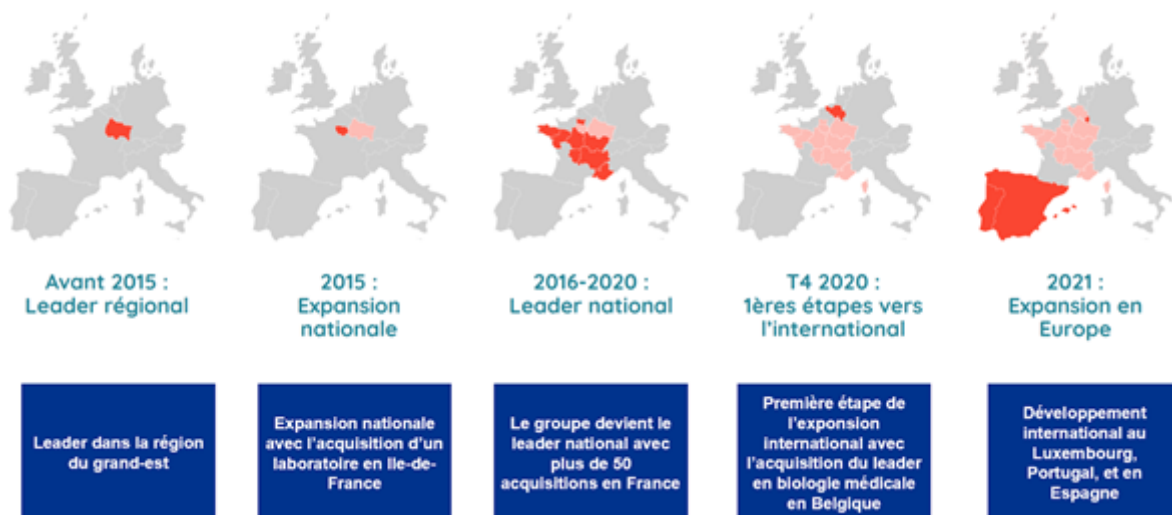 Avant 2015 :
Leader régional
2015 :
Expansion
nationale
2016-2020 :
Leader national
T4 2020 :
1ères étapes vers
l'international
2021 :
Expansion en
Europe
Leader dans la région
du grand-est
Expansion nationale
avec l'acquisition d'un
laboratoire en Ile-de-
France
Le groupe devient le
leader national avec
plus de 50
acquisitions en France
Première étape de
l'exponsion
international avec
l'acquisition du leader
en biologie médicale
en Belgique
Développement
international au
Luxembourg,
Portugal, et en
Espagne